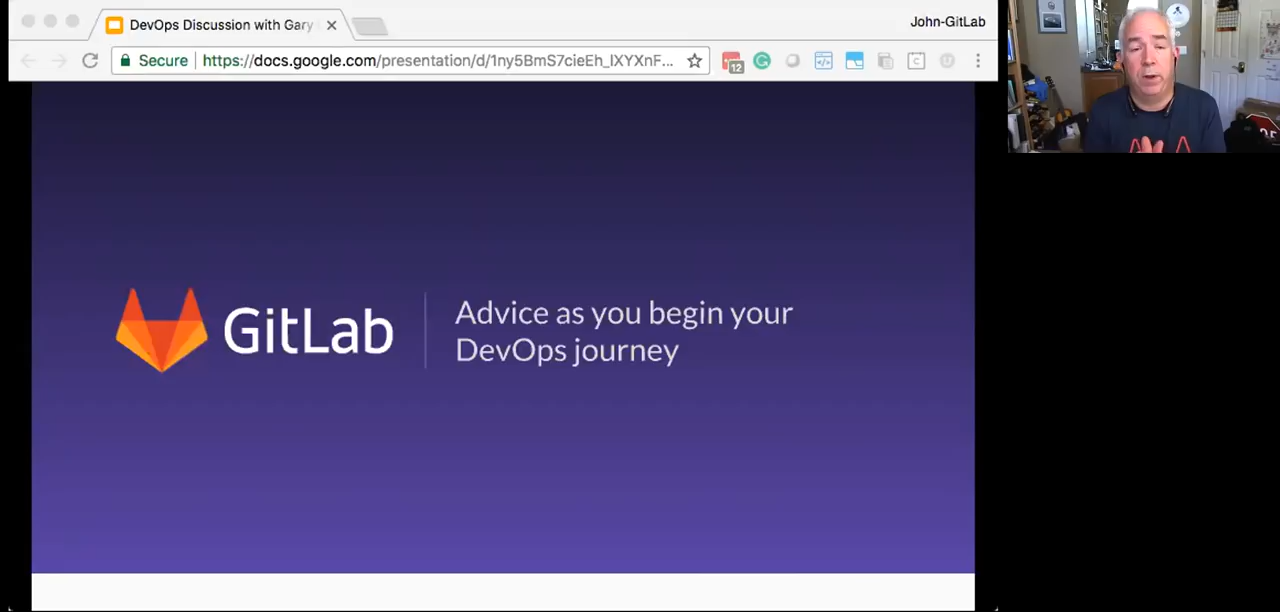 DevOps Discussion with Gary
John-GitLab
Secure
https://docs.google.com/presentation/d/1ny5BmS7cieEh_lXYXnF...
12
GitLab
Advice as you begin your
DevOps journey